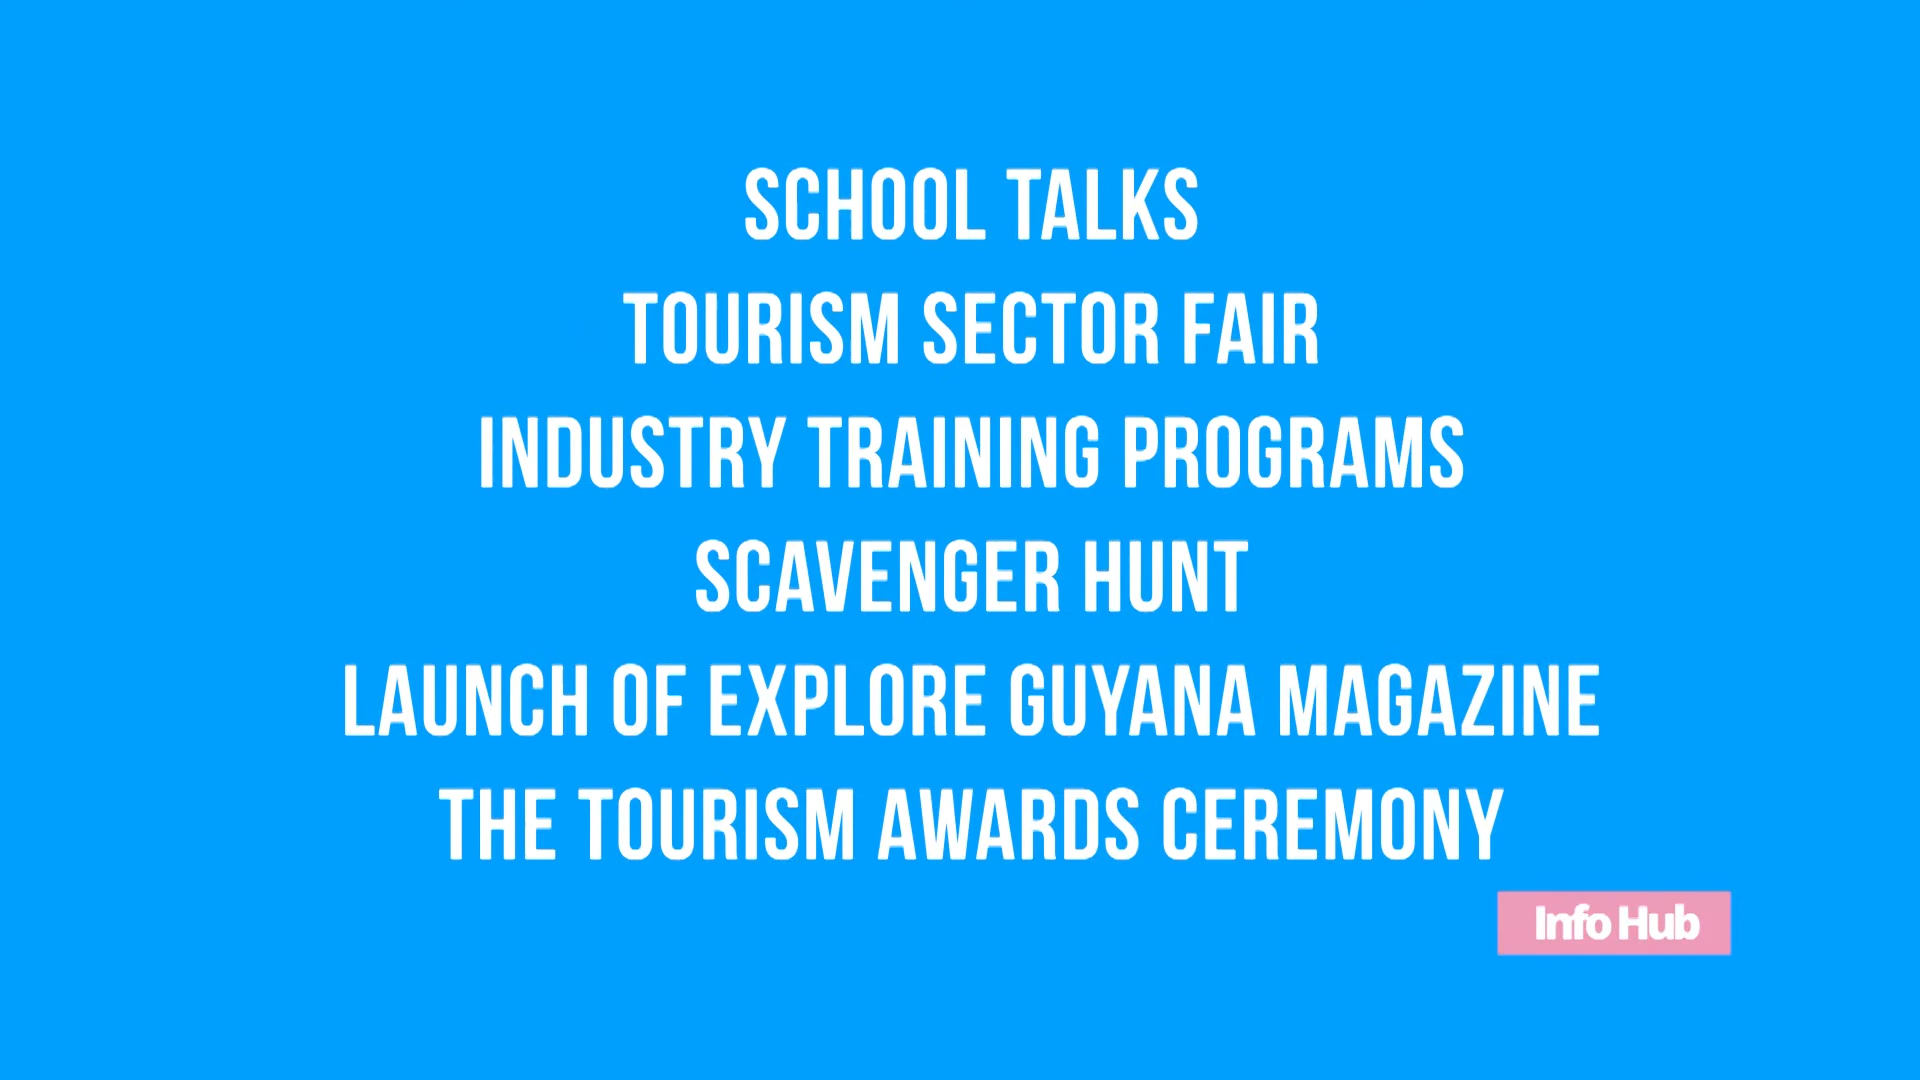 SCHOOL TALKS
TOURISM SECTOR FAIR
INDUSTRY TRAINING PROGRAMS
SCAVENGER HUNT
LAUNCH OF EXPLORE GUYANA MAGAZINE
THE TOURISM AWARDS CEREMONY
Info Hub